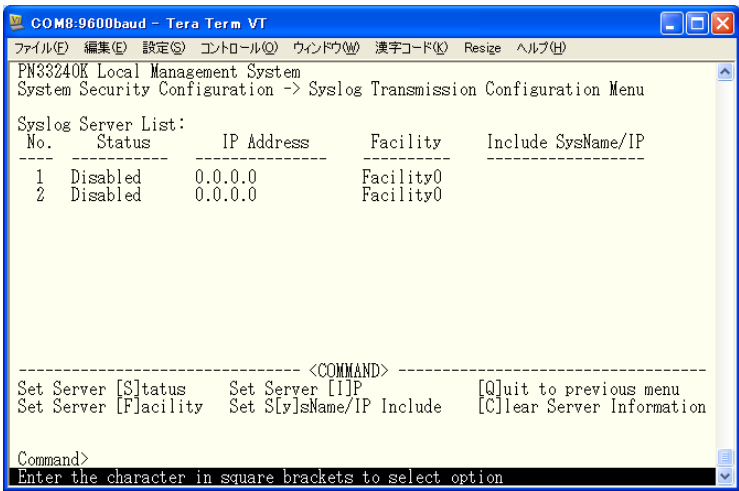 COM8:9600baud - Tera Term VT
ファイル(F) 編集(E) 設定(S) コントロール(O) ウィンドウ(W) 漢字コード(K) Resize ヘルプ(H)
PN33240K Local Management System
System Security Configuration -> Syslog Transmission Configuration Menu
Syslog Server List:
No. Status IP Address Facility Include SysName/IP
---- ---------- --------------- ---------- ------------------
1 Disabled 0.0.0.0 Facility0
2 Disabled 0.0.0.0 Facility0
-------------------------------- <COMMAND> -----------------------------------
Set Server [S]tatus Set Server [I]P [Q]uit to previous menu
Set Server [F]acility Set S[y]sName/IP Include [C]lear Server Information
Command>
Enter the character in square brackets to select option